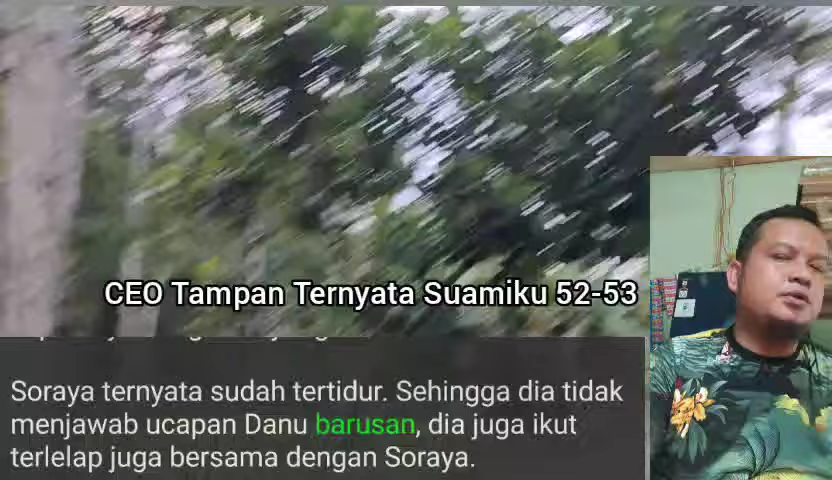 CEO Tampan Ternyata Suamiku 52-53
Soraya ternyata sudah tertidur. Sehingga dia tidak
menjawab ucapan Danu barusan, dia juga ikut
terlelap juga bersama dengan Soraya.